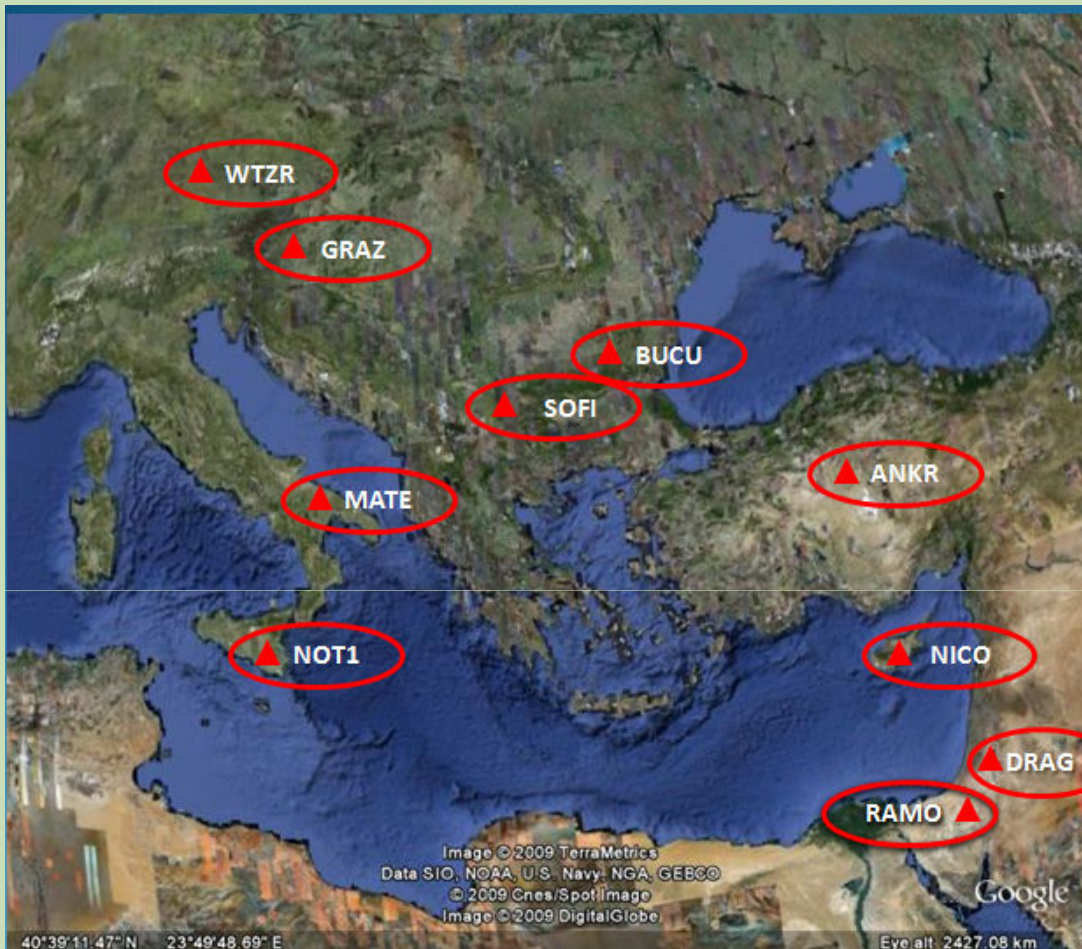 WTZR
GRAZ
BUCU
SOFI
ANKR
MATE
NOT1
NICO
DRAG
RAMO
Image © 2009 TerraMetrics
Data SIO, NOAA, U.S. Navy, NGA, GEBCO
© 2009 Cnes/Spot Image
Image © 2009 DigitalGlobe
Google
40°39'11.47" N 23°49'48.69" E Eye alt 2427.08 km